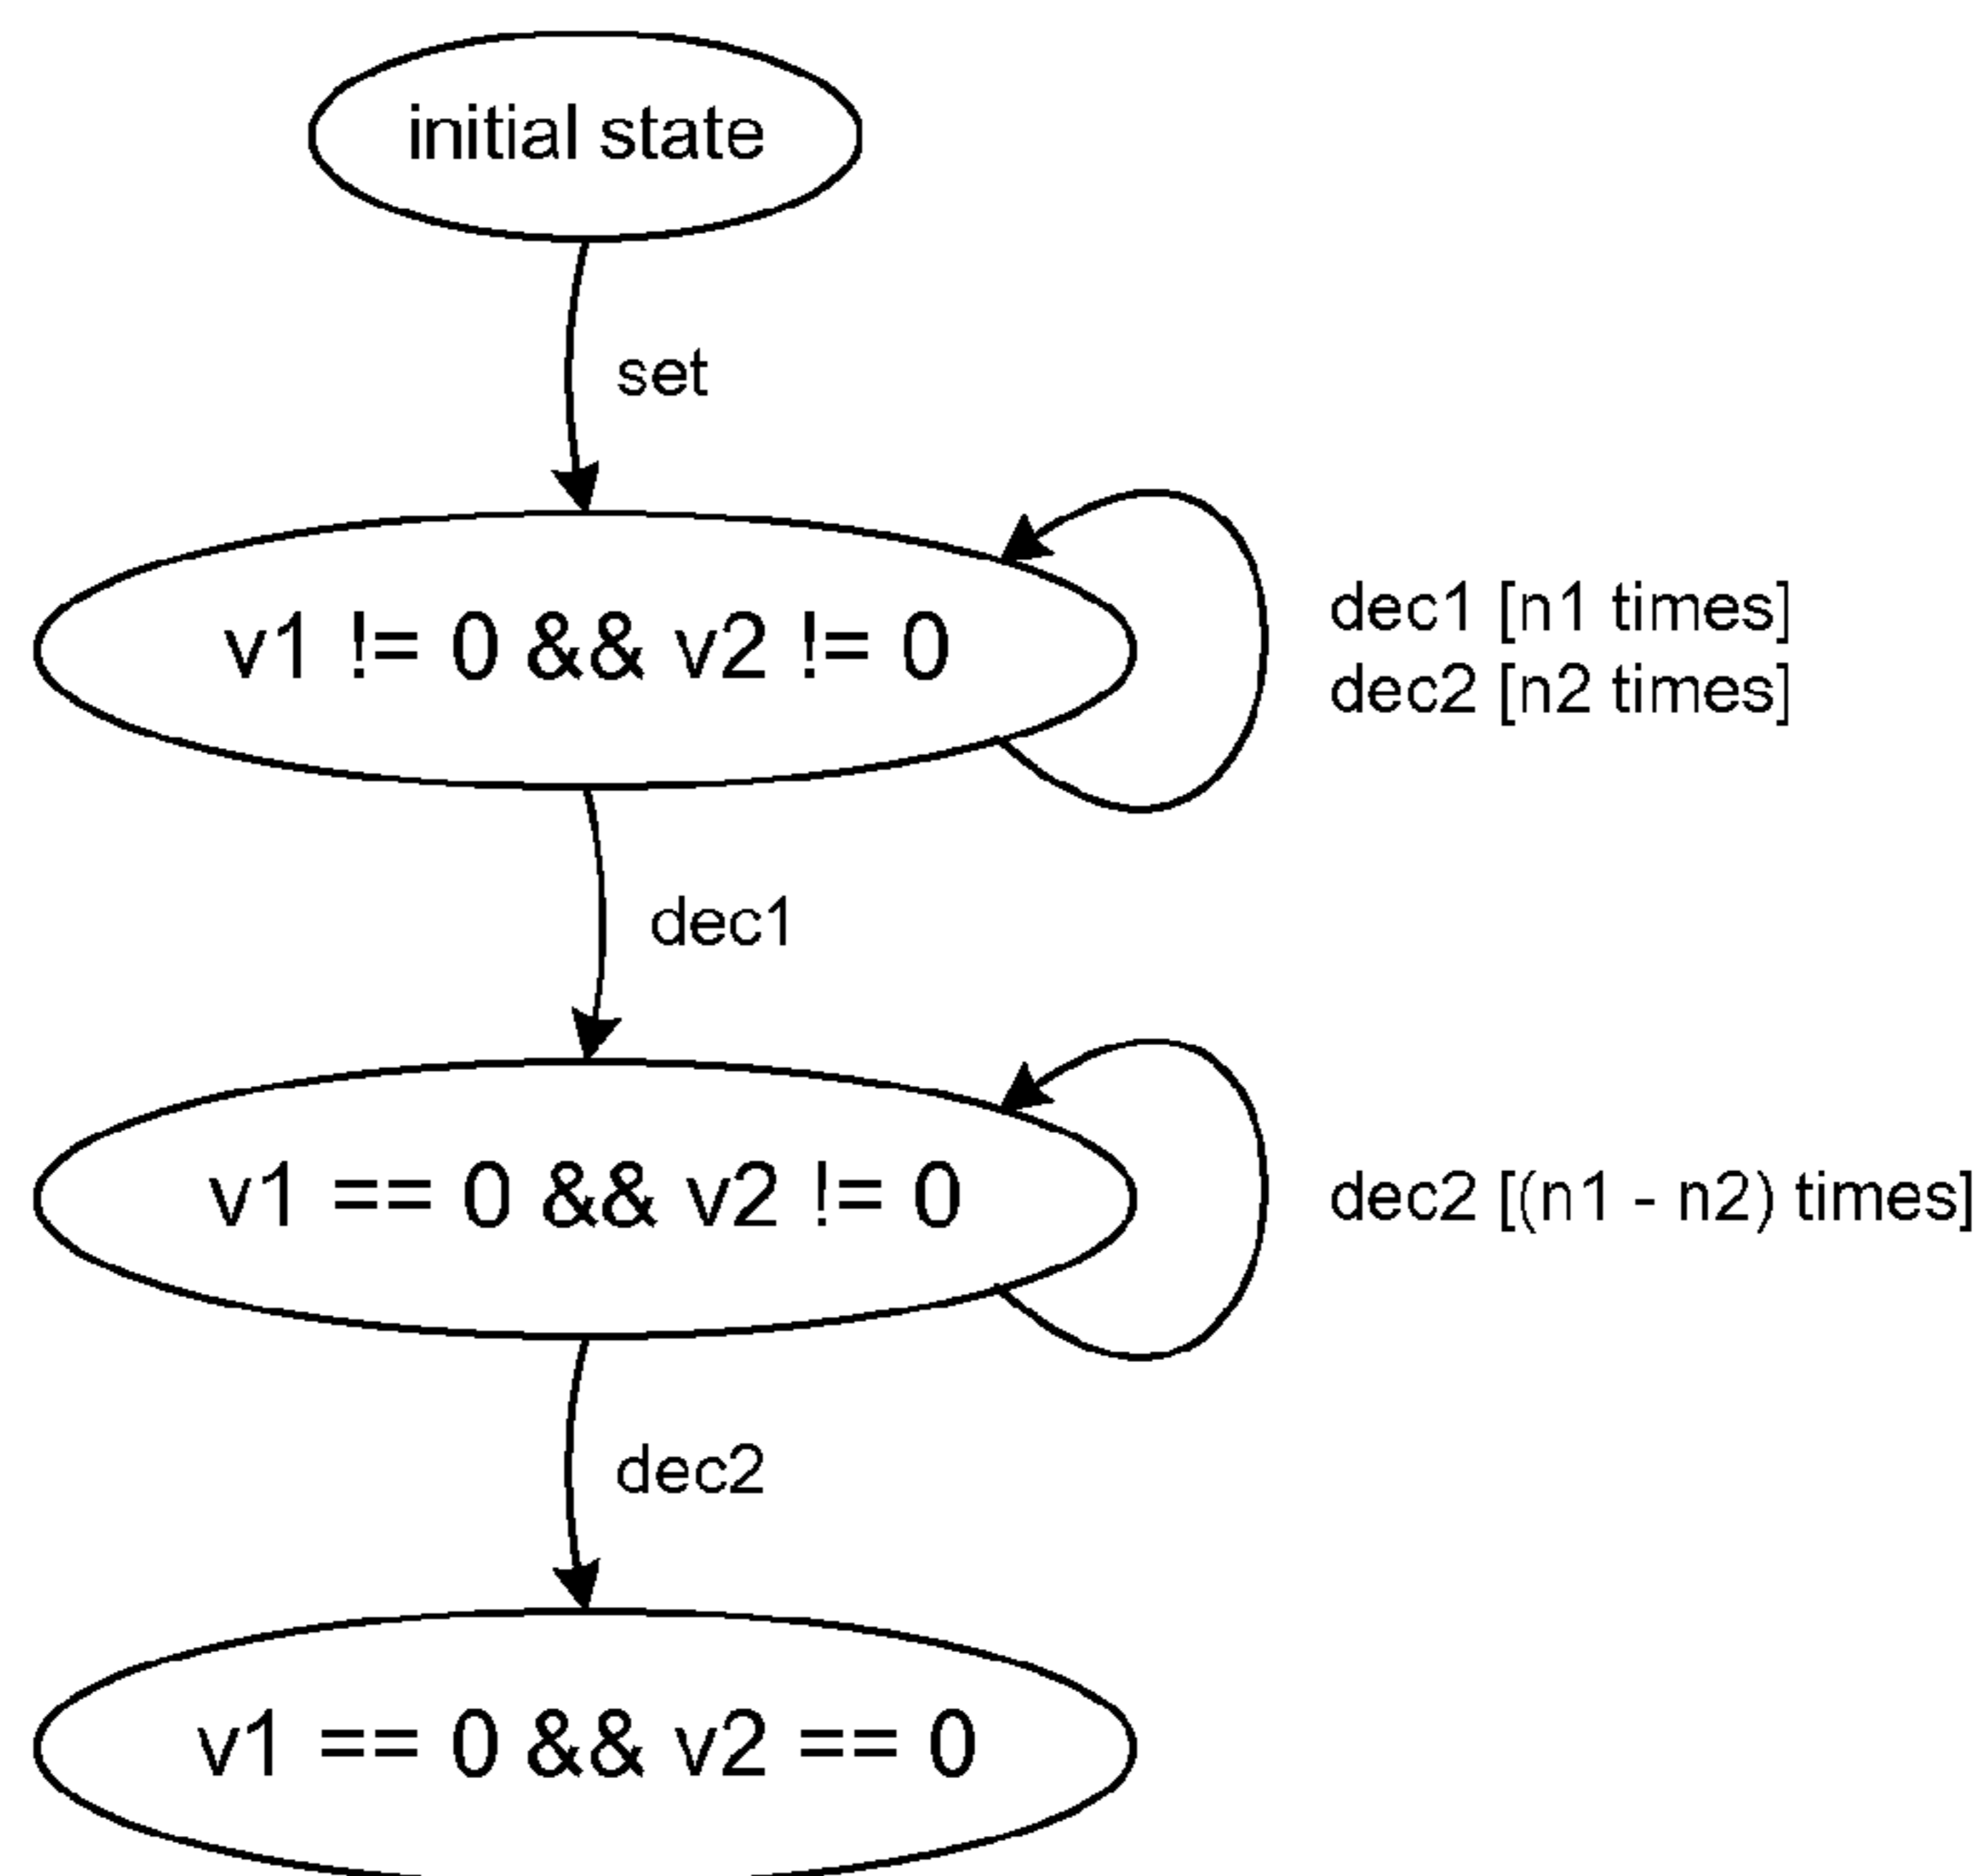 initial state
set
v1 != 0 && v2 != 0
dec1 [n1 times]
dec2 [n2 times]
dec1
v1 == 0 && v2 != 0
dec2 [(n1 - n2) times]
dec2
v1 == 0 && v2 == 0